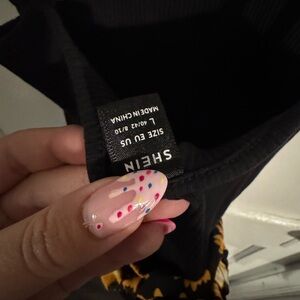 SHEIN
SIZE EU US
L 40/42 8/10
MADE IN CHINA